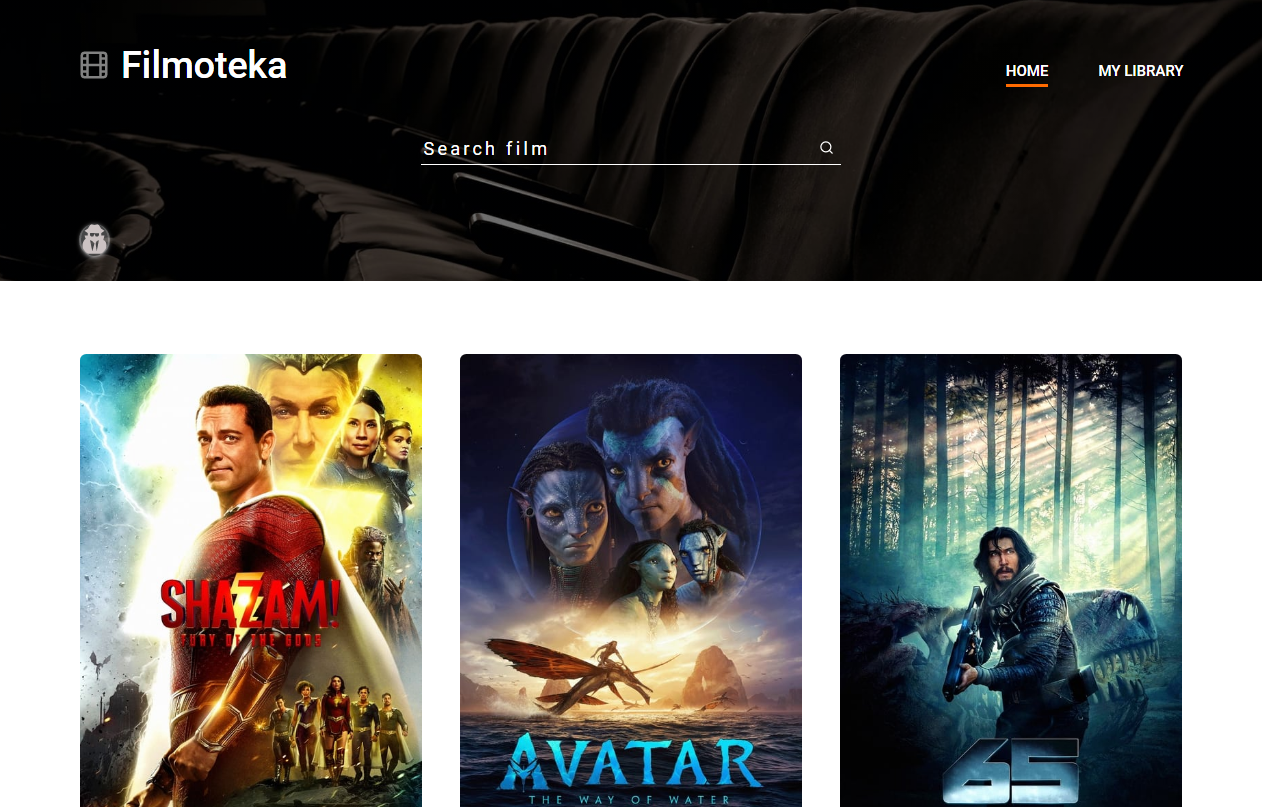 Filmoteka
HOME
MY LIBRARY
Search film
SHAZAM!
FURY OF THE GODS
AVATAR
THE WAY OF WATER
65